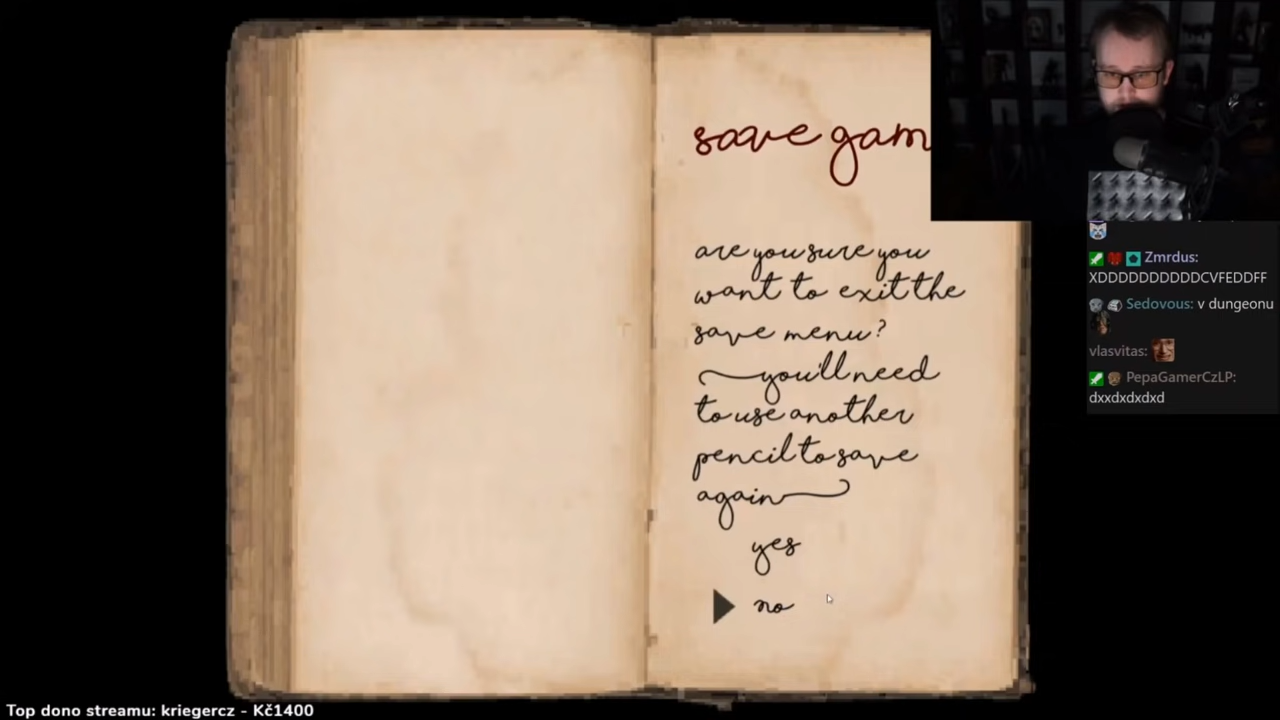 save gam
are you sure you
want to exit the
save menu?
you'll need
to use another
pencil to save
again
yes
no
Zmrdus:
XDDDDDDDDDDCVFEDDFF
Sedovous: v dungeonu
vlasvitas:
PepaGamerCzLP:
dxxdxdxdxd
Top dono streamu: kriegercz - Kč1400